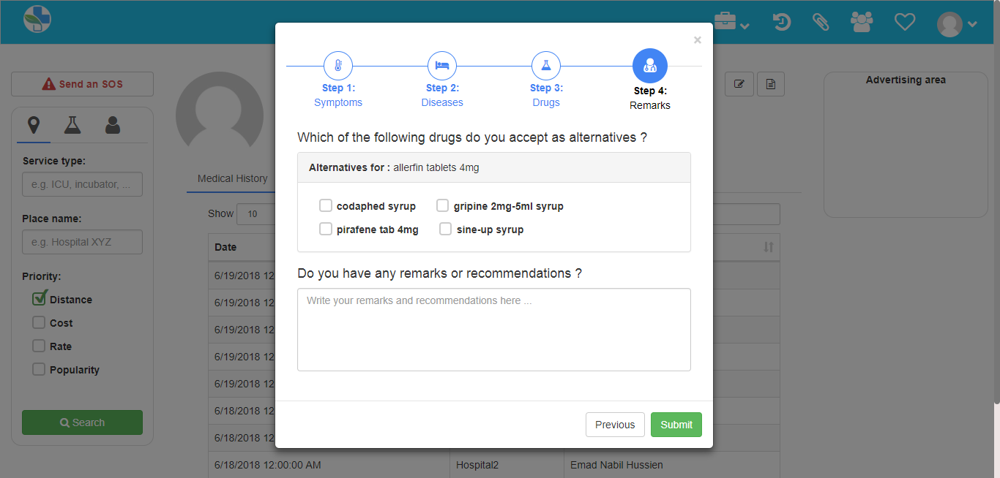 Send an SOS
Service type:
e.g. ICU, incubator, ...
Place name:
e.g. Hospital XYZ
Priority:
Distance
Cost
Rate
Popularity
Search
Medical History
Show 10
Date
6/19/2018 12
6/19/2018 12
6/19/2018 12
6/19/2018 12
6/19/2018 12
6/18/2018 12
6/18/2018 12
6/18/2018 12:00:00 AM Hospital2 Emad Nabil Hussien
×
Step 1: Step 2: Step 3: Step 4:
Symptoms Diseases Drugs Remarks
Which of the following drugs do you accept as alternatives ?
Alternatives for : allerfin tablets 4mg
codaphed syrup gripine 2mg-5ml syrup
pirafene tab 4mg sine-up syrup
Do you have any remarks or recommendations ?
Write your remarks and recommendations here ...
Previous Submit
Advertising area